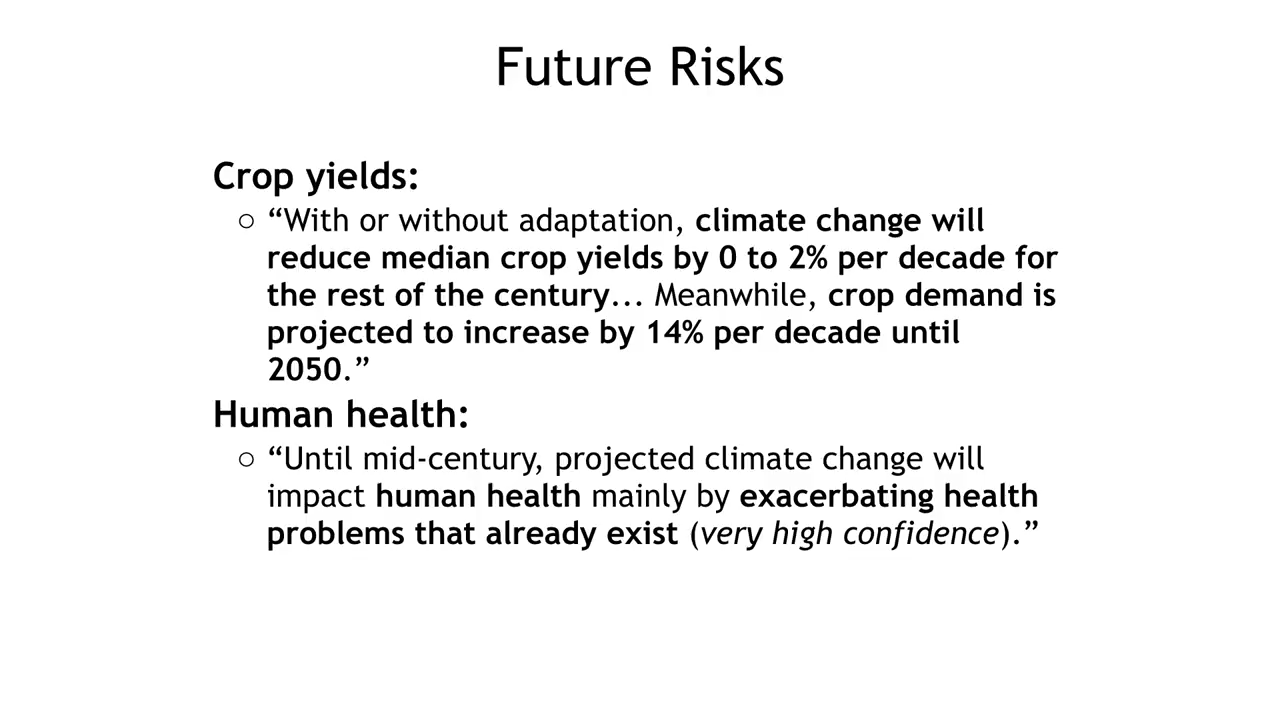 Future Risks
Crop yields:
○ “With or without adaptation, climate change will
reduce median crop yields by 0 to 2% per decade for
the rest of the century... Meanwhile, crop demand is
projected to increase by 14% per decade until
2050.”
Human health:
○ “Until mid-century, projected climate change will
impact human health mainly by exacerbating health
problems that already exist (very high confidence).”